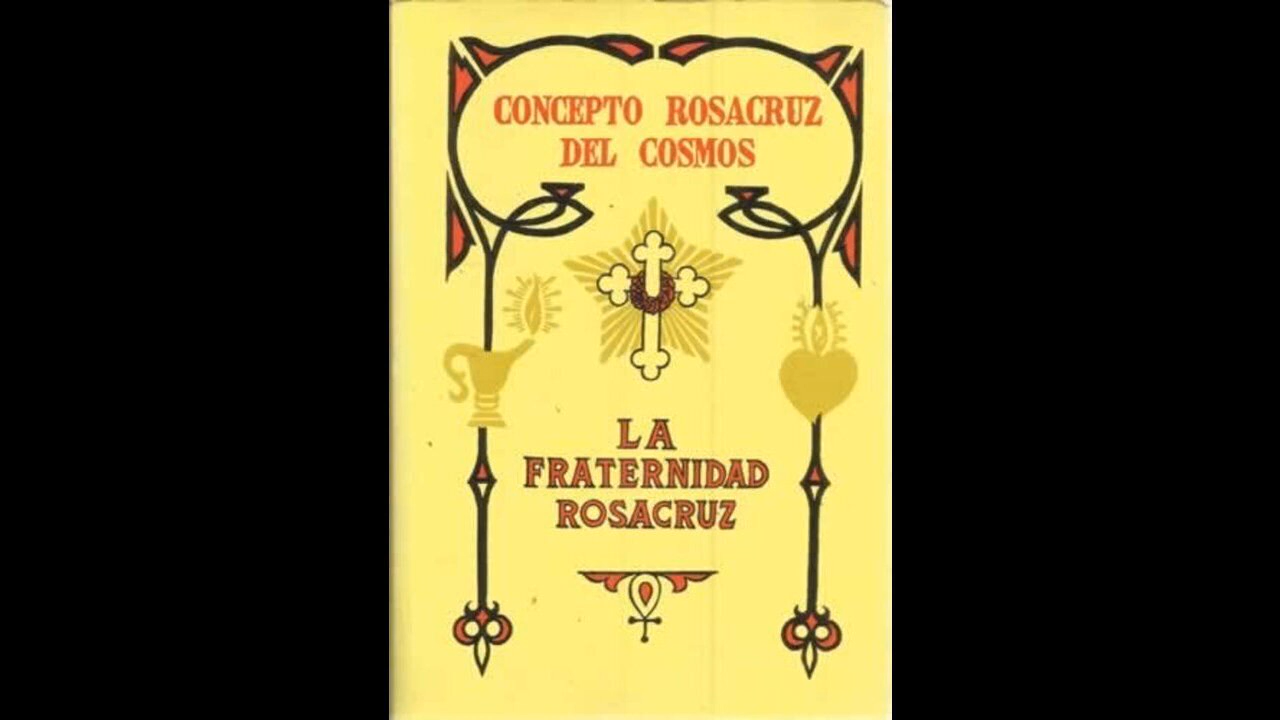 CONCEPTO ROSACRUZ
DEL COSMOS
LA
FRATERNIDAD
ROSACRUZ